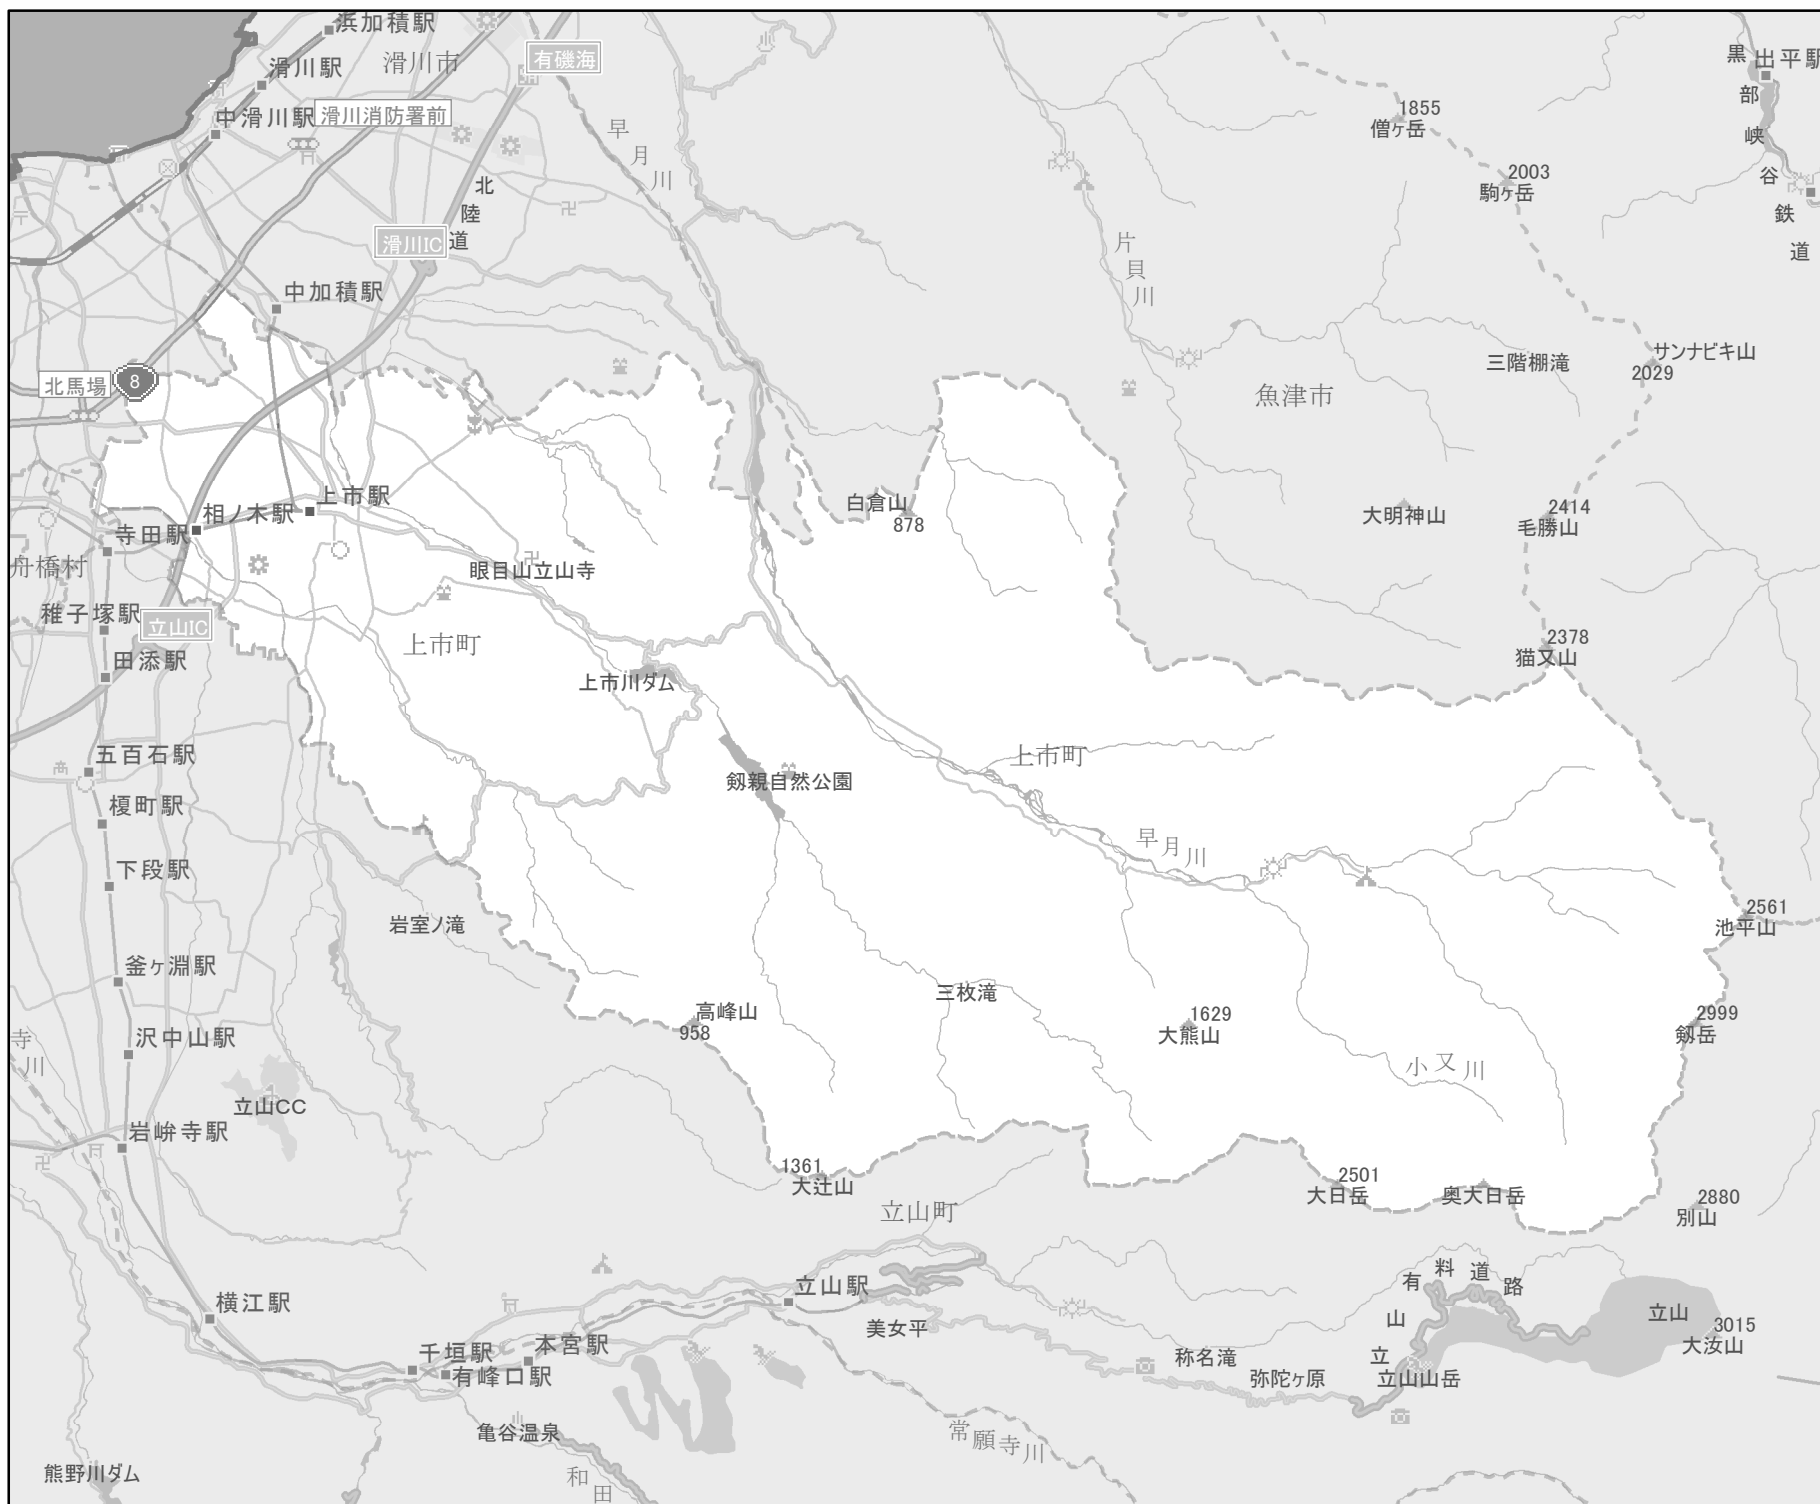 浜加積駅
滑川駅
滑川市
有磯海
中滑川駅
滑川消防署前
早月川
北陸道
滑川IC
中加積駅
北馬場
8
1855
僧ヶ岳
2003
駒ヶ岳
出平駅
黒部峡谷鉄道
片貝川
三階棚滝
サンナビキ山
2029
魚津市
白倉山
878
大明神山
2414
毛勝山
上市駅
相ノ木駅
寺田駅
舟橋村
眼目山立山寺
稚子塚駅
立山IC
田添駅
上市町
上市川ダム
2378
猫又山
五百石駅
榎町駅
下段駅
剱親自然公園
上市町
早月川
岩室ノ滝
2561
池平山
釜ヶ淵駅
高峰山
958
三枚滝
1629
大熊山
2999
剱岳
小又川
寺川
沢中山駅
立山CC
岩峅寺駅
1361
大辻山
2501
大日岳
奥大日岳
2880
別山
立山町
立山有料道路
立山駅
美女平
横江駅
千垣駅
有峰口駅
本宮駅
称名滝
弥陀ヶ原
立山山岳
立山
3015
大汝山
亀谷温泉
常願寺川
和田
熊野川ダム